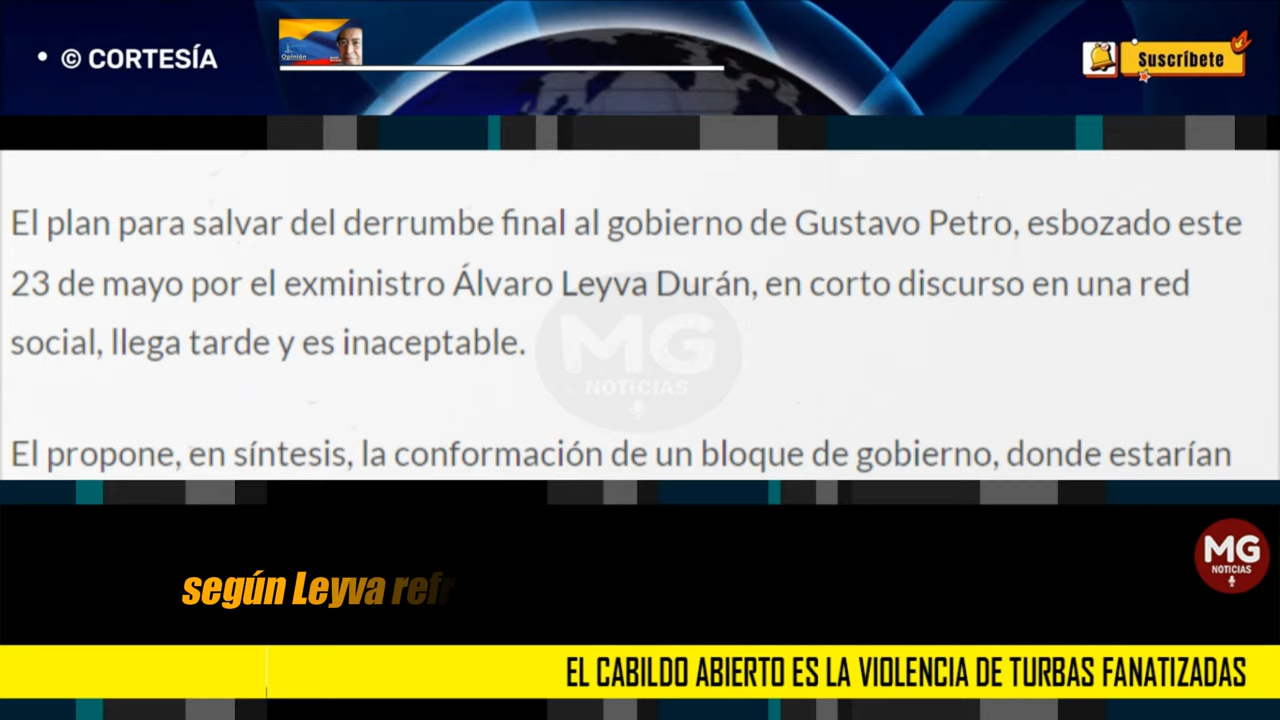 • © CORTESÍA
Opinión
Suscríbete
El plan para salvar del derrumbe final al gobierno de Gustavo Petro, esbozado este
23 de mayo por el exministro Álvaro Leyva Durán, en corto discurso en una red
social, llega tarde y es inaceptable.
MG
NOTICIAS
El propone, en síntesis, la conformación de un bloque de gobierno, donde estarían
MG
NOTICIAS
según Leyva refr
EL CABILDO ABIERTO ES LA VIOLENCIA DE TURBAS FANATIZADAS